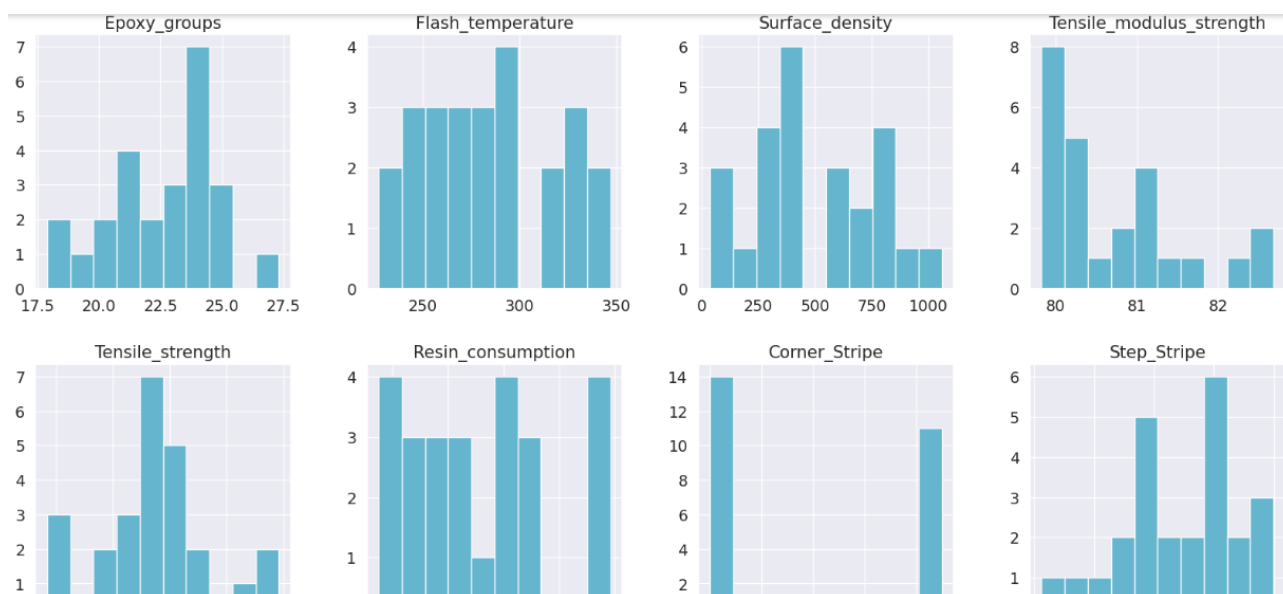 Epoxy_groups Flash_temperature Surface_density Tensile_modulus_strength
7 4 6 8
6 5
5 3 6
4 4
3 2 3 4
2 2
1 1 1 2
0 0 0 0
17.5 20.0 22.5 25.0 27.5 250 300 350 0 250 500 750 1000 80 81 82
Tensile_strength Resin_consumption Corner_Stripe Step_Stripe
7 4 14 6
6 12 5
5 3 10
4 8 4
3 2 6 3
2 4 2
1 1 2 1